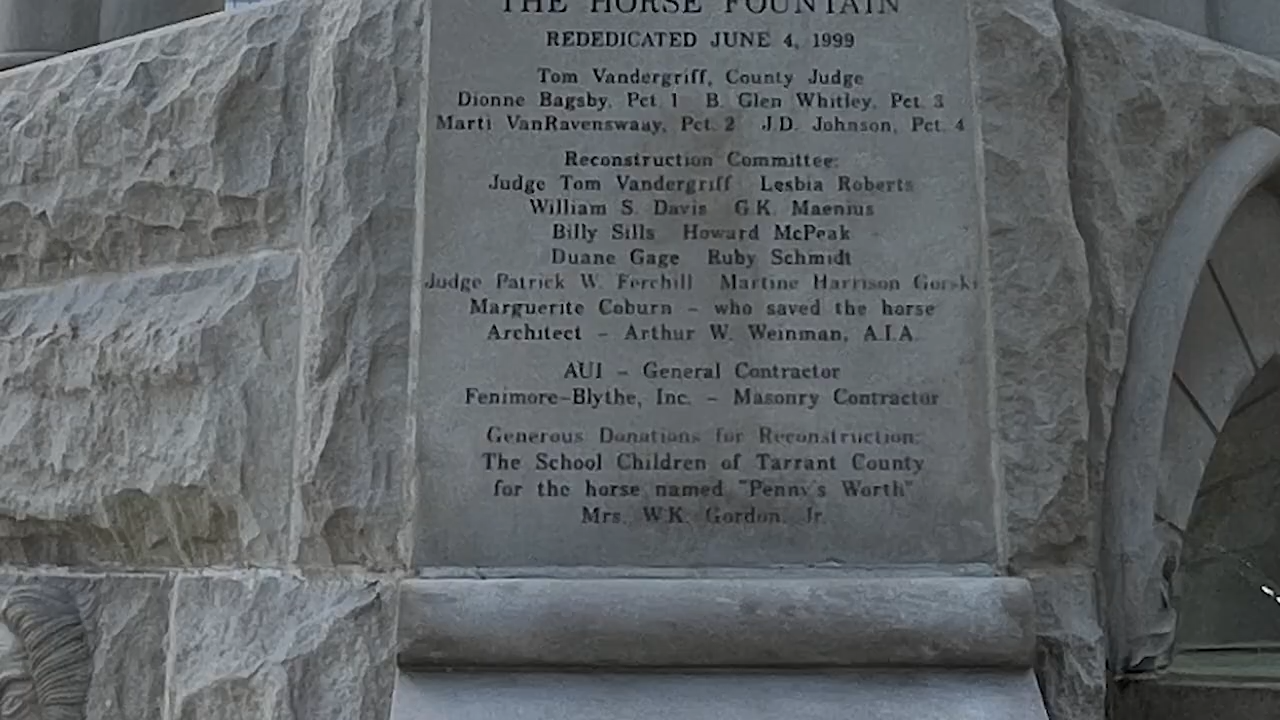 THE HORSE FOUNTAIN
REDEDICATED JUNE 4, 1999
Tom Vandergriff, County Judge
Dionne Bagsby, Pct. 1 B. Glen Whitley, Pct. 3
Marti VanRavenswaay, Pct. 2 J.D. Johnson, Pct. 4
Reconstruction Committee:
Judge Tom Vandergriff Lesbia Roberts
William S. Davis G.K. Maenius
Billy Sills Howard McPeak
Duane Gage Ruby Schmidt
Judge Patrick W. Ferchill Martine Harrison Gorski
Marguerite Coburn – who saved the horse
Architect – Arthur W. Weinman, A.I.A.
AUI – General Contractor
Fenimore-Blythe, Inc. – Masonry Contractor
Generous Donations for Reconstruction:
The School Children of Tarrant County
for the horse named "Penny's Worth"
Mrs. W.K. Gordon, Jr.